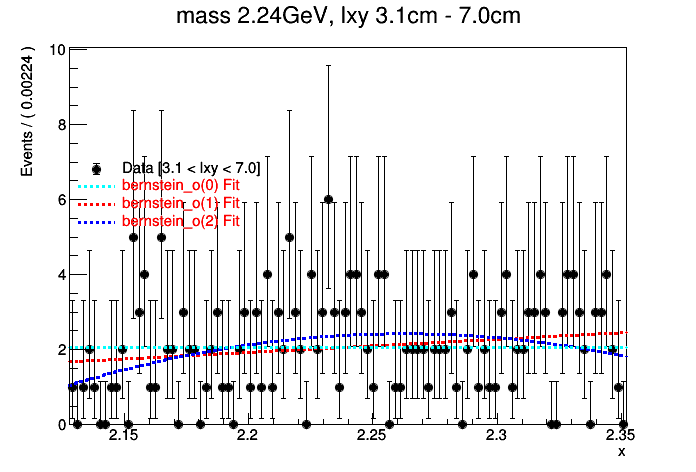 mass 2.24GeV, lxy 3.1cm - 7.0cm
Events / ( 0.00224 )
10
8
6
4
2
0
Data [3.1 < lxy < 7.0]
bernstein_o(0) Fit
bernstein_o(1) Fit
bernstein_o(2) Fit
2.15 2.2 2.25 2.3 2.35
x